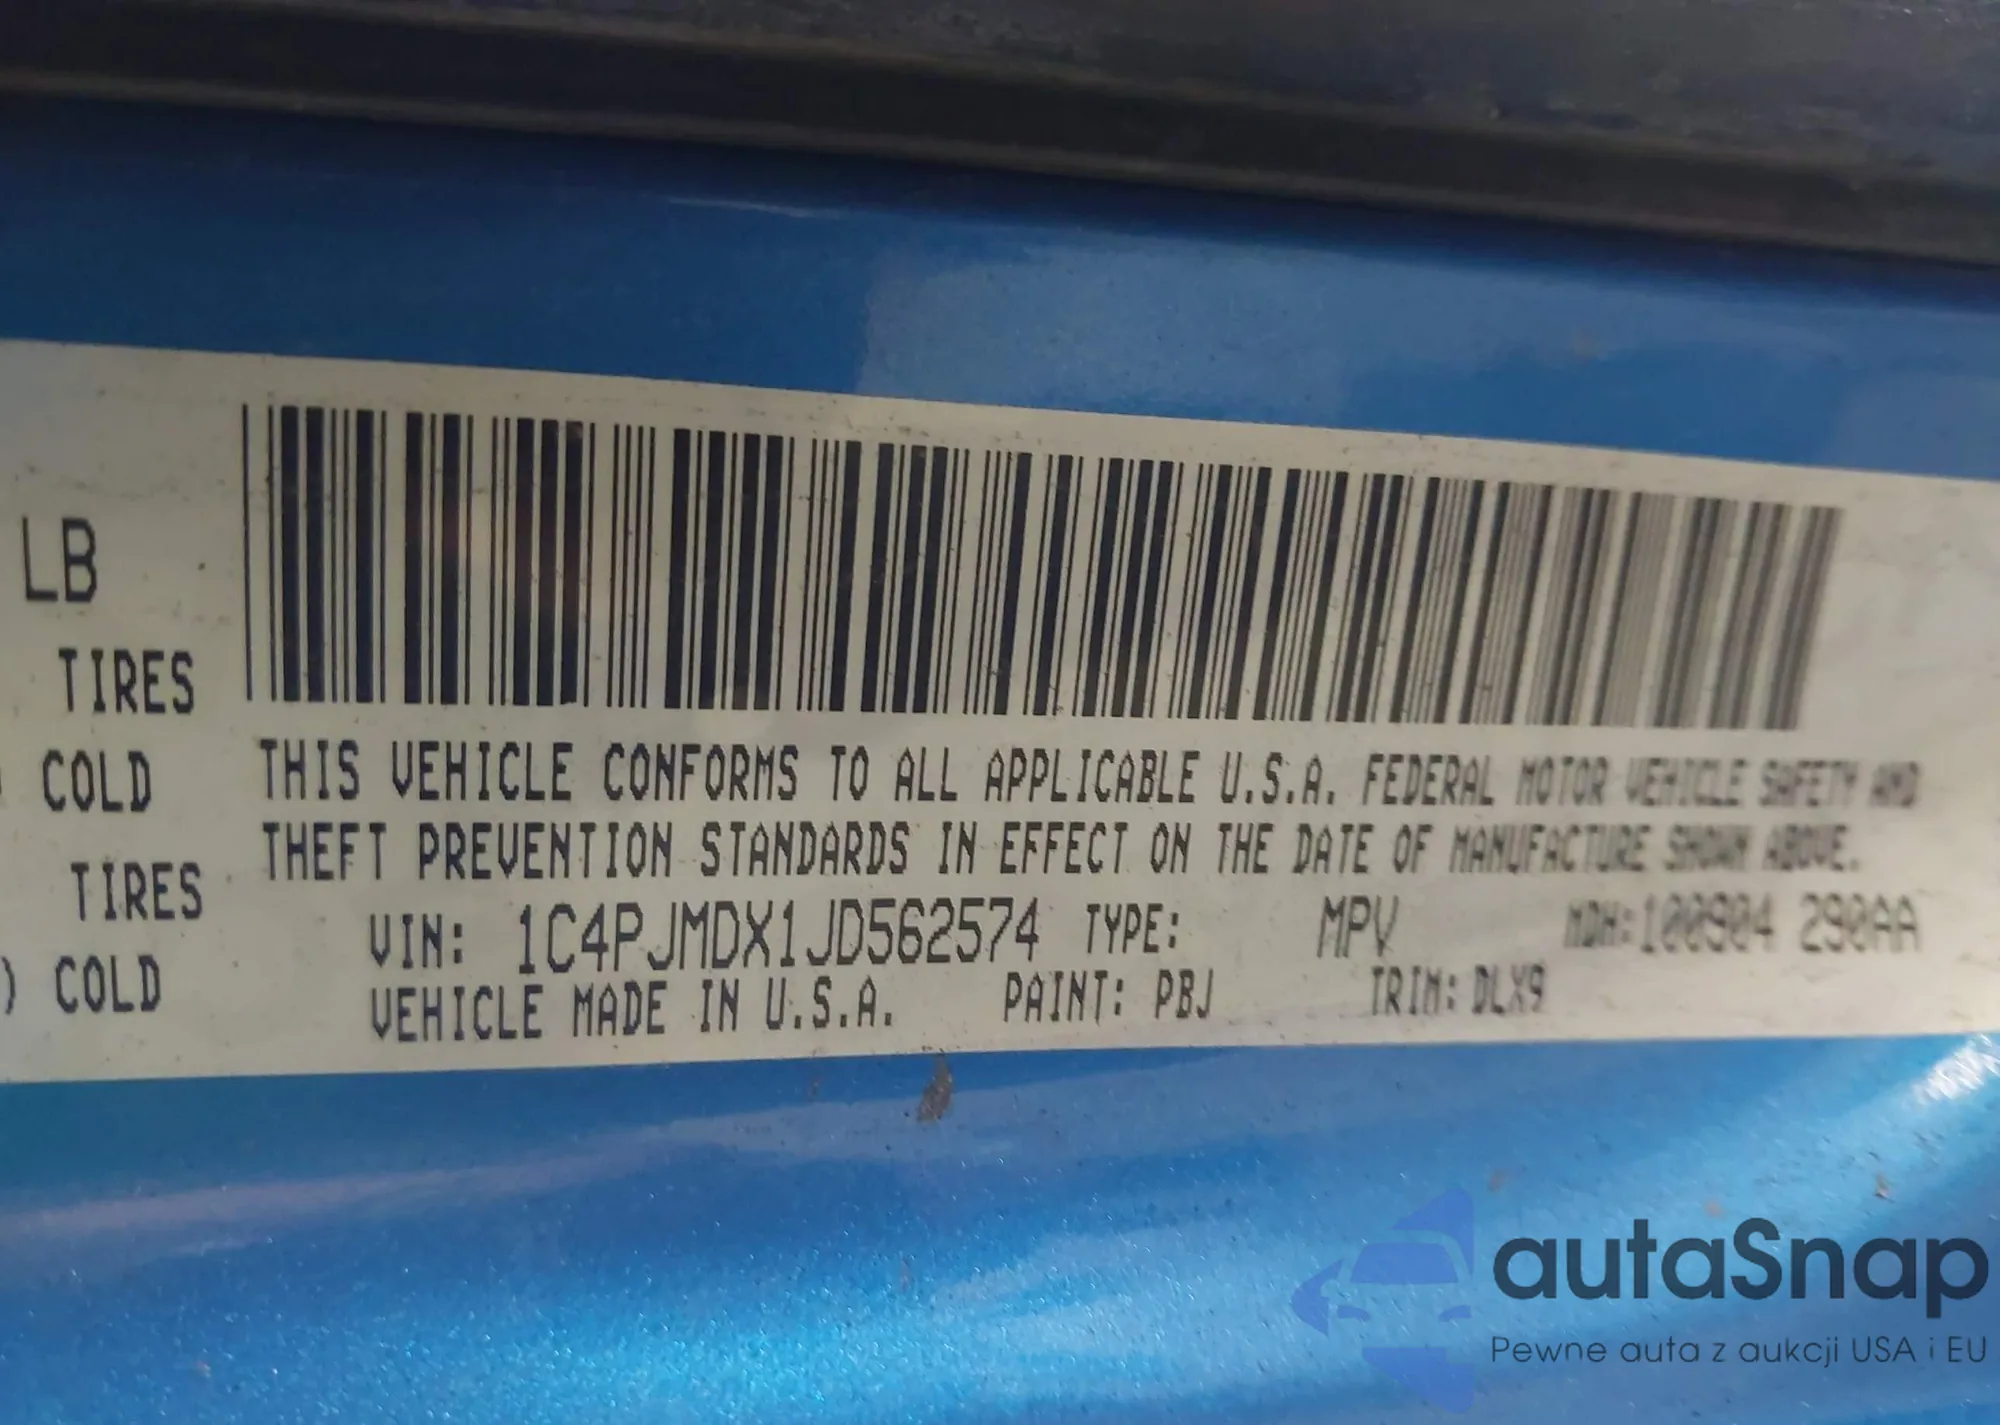 LB
TIRES
COLD
TIRES
) COLD
THIS VEHICLE CONFORMS TO ALL APPLICABLE U.S.A. FEDERAL MOTOR VEHICLE SAFETY AND
THEFT PREVENTION STANDARDS IN EFFECT ON THE DATE OF MANUFACTURE SHOWN ABOVE.
VIN: 1C4PJMDX1JD562574 TYPE: MPV MDH:100904 290AA
VEHICLE MADE IN U.S.A. PAINT: PBJ TRIM: DLX9
autaSnap
Pewne auta z aukcji USA i EU